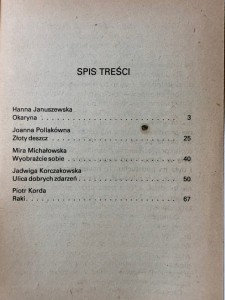 SPIS TREŚCI
Hanna Januszewska
Okaryna . . . . . . . . . . . . . . . . . . . 3
Joanna Pollakówna
Złoty deszcz . . . . . . . . . . . . . . . . . 25
Mira Michałowska
Wyobraźcie sobie . . . . . . . . . . . . . . . 40
Jadwiga Korczakowska
Ulica dobrych zdarzeń . . . . . . . . . . . . . 50
Piotr Korda
Raki . . . . . . . . . . . . . . . . . . . . 67